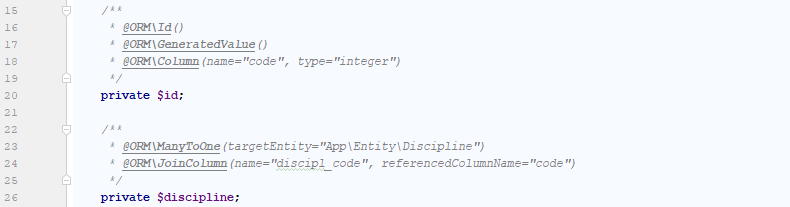 15 /**
16 * @ORM\Id()
17 * @ORM\GeneratedValue()
18 * @ORM\Column(name="code", type="integer")
19 */
20 private $id;
21
22 /**
23 * @ORM\ManyToOne(targetEntity="App\Entity\Discipline")
24 * @ORM\JoinColumn(name="discipl_code", referencedColumnName="code")
25 */
26 private $discipline;